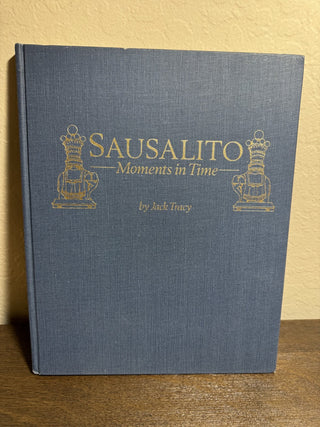 SAUSALITO
Moments in Time
by Jack Tracy